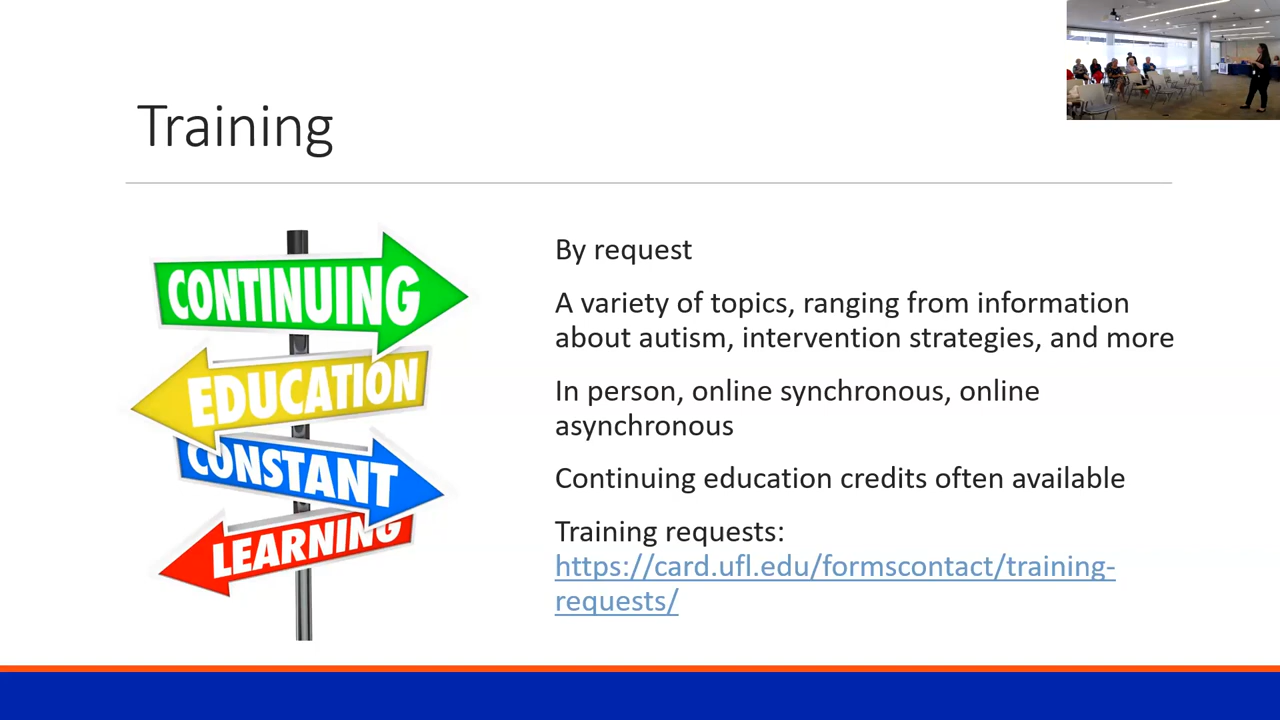 Training
CONTINUING
EDUCATION
CONSTANT
LEARNING
By request
A variety of topics, ranging from information
about autism, intervention strategies, and more
In person, online synchronous, online
asynchronous
Continuing education credits often available
Training requests:
https://card.ufl.edu/formscontact/training-
requests/